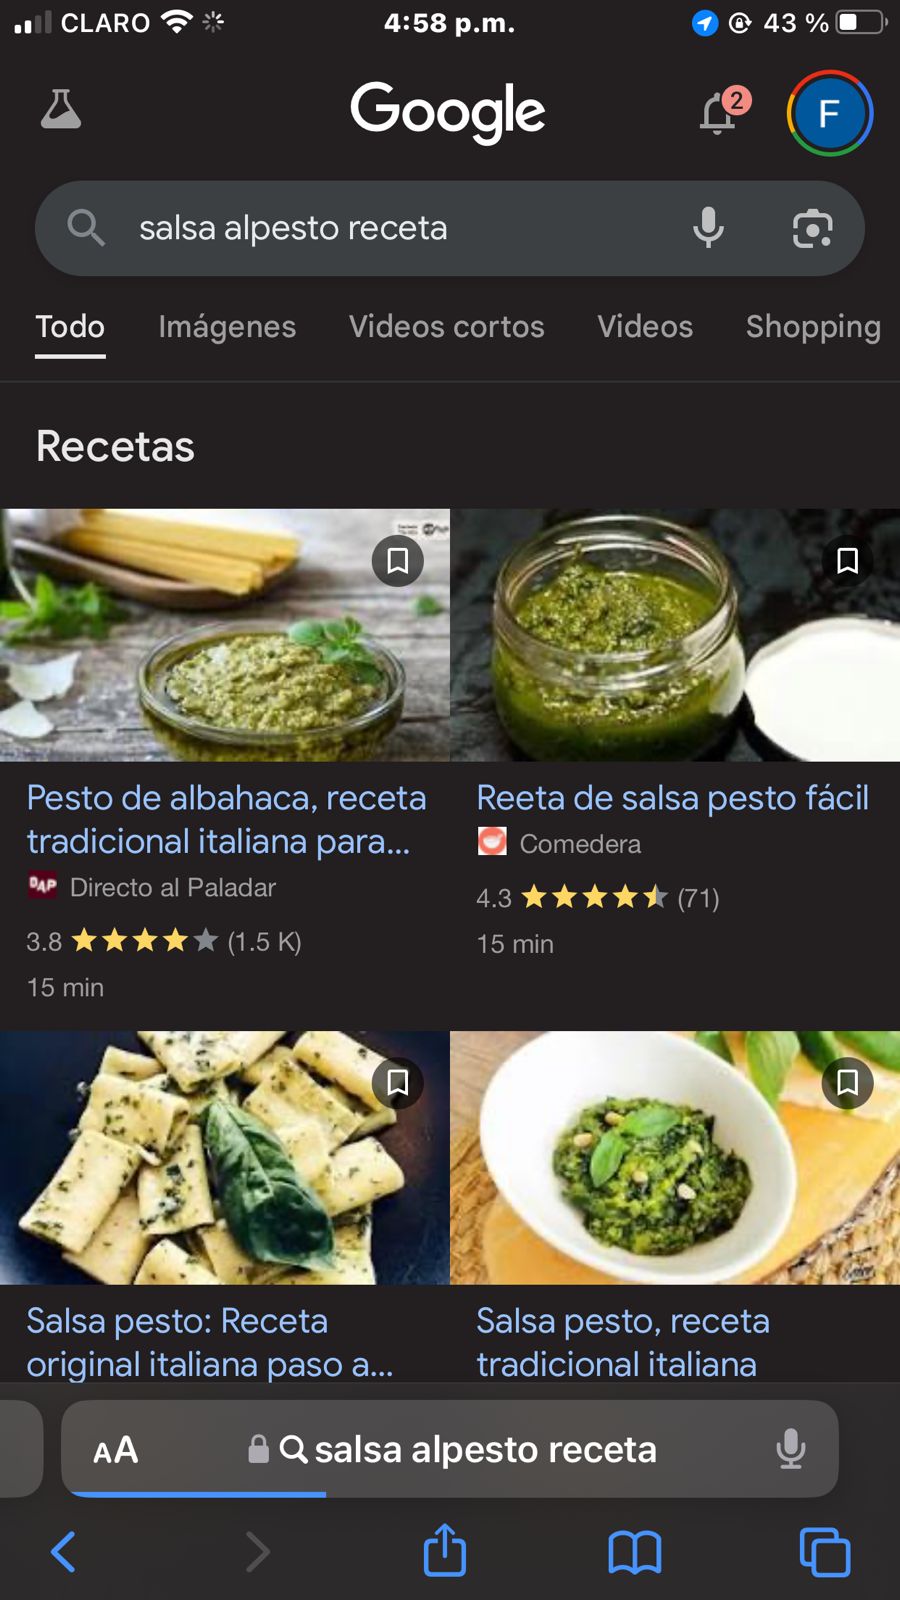 CLARO
4:58 p.m.
43 %
Google
2
F
salsa alpesto receta
Todo Imágenes Videos cortos Videos Shopping
Recetas
Pesto de albahaca, receta
tradicional italiana para...
DAP Directo al Paladar
3.8 (1.5 K)
15 min
Reeta de salsa pesto fácil
Comedera
4.3 (71)
15 min
Salsa pesto: Receta
original italiana paso a...
Salsa pesto, receta
tradicional italiana
AA salsa alpesto receta